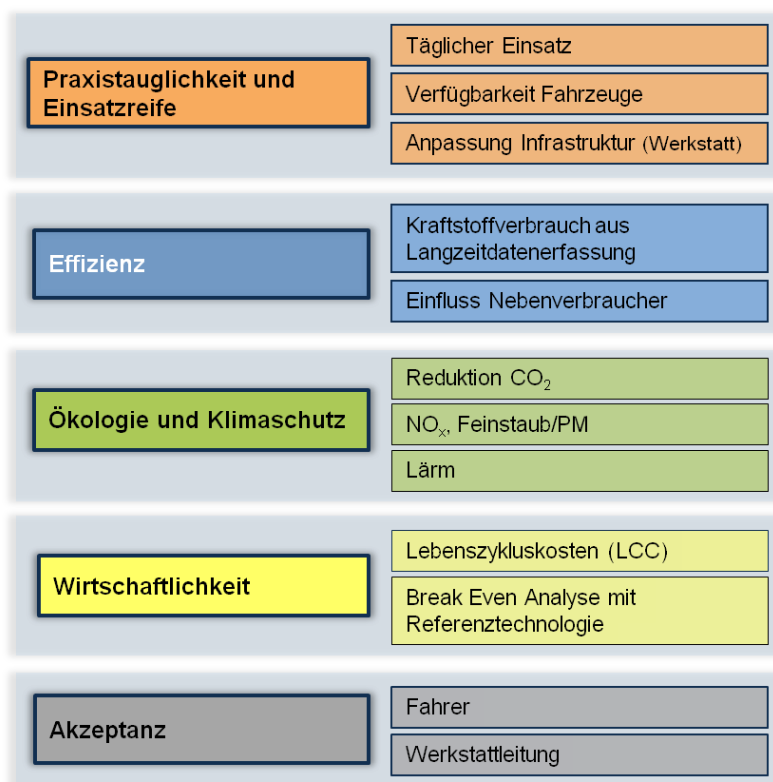 Praxistauglichkeit und
Einsatzreife
Täglicher Einsatz
Verfügbarkeit Fahrzeuge
Anpassung Infrastruktur (Werkstatt)
Effizienz
Kraftstoffverbrauch aus
Langzeitdatenerfassung
Einfluss Nebenverbraucher
Ökologie und Klimaschutz
Reduktion CO₂
NOₓ, Feinstaub/PM
Lärm
Wirtschaftlichkeit
Lebenszykluskosten (LCC)
Break Even Analyse mit
Referenztechnologie
Akzeptanz
Fahrer
Werkstattleitung